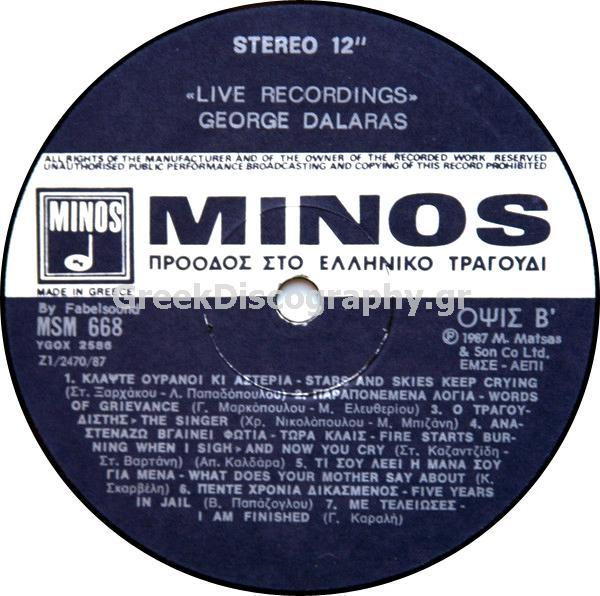 STEREO 12"
«LIVE RECORDINGS»
GEORGE DALARAS
ALL RIGHTS OF THE MANUFACTURER AND OF THE OWNER OF THE RECORDED WORK RESERVED
UNAUTHORISED PUBLIC PERFORMANCE BROADCASTING AND COPYING OF THIS RECORD PROHIBITED
MINOS
MINOS
ΠΡΟΟΔΟΣ ΣΤΟ ΕΛΛΗΝΙΚΟ ΤΡΑΓΟΥΔΙ
MADE IN GREECE
GreekDiscography.gr
By Fabelsound
MSM 668
YGOX 2586
Z1/2470/87
ΟΨΙΣ Β'
℗ 1987 M. Matsas
& Son Co Ltd.
ΕΜΣΕ - ΑΕΠΙ
1. ΚΛΑΨΤΕ ΟΥΡΑΝΟΙ ΚΙ ΑΣΤΕΡΙΑ - STARS AND SKIES KEEP CRYING
(Στ. Ξαρχάκου - Λ. Παπαδόπουλου) 2. ΠΑΡΑΠΟΝΕΜΕΝΑ ΛΟΓΙΑ - WORDS
OF GRIEVANCE (Γ. Μαρκόπουλου - Μ. Ελευθερίου) 3. Ο ΤΡΑΓΟΥ-
ΔΙΣΤΗΣ - THE SINGER (Χρ. Νικολόπουλου - Μ. Μπιζάνη) 4. ΑΝΑ-
ΣΤΕΝΑΖΩ ΒΓΑΙΝΕΙ ΦΩΤΙΑ - ΤΩΡΑ ΚΛΑΙΣ - FIRE STARTS BUR-
NING WHEN I SIGH - AND NOW YOU CRY (Στ. Καζαντζίδη -
Στ. Βαρτάνη) (Απ. Καλδάρα) 5. ΤΙ ΣΟΥ ΛΕΕΙ Η ΜΑΝΑ ΣΟΥ
ΓΙΑ ΜΕΝΑ - WHAT DOES YOUR MOTHER SAY ABOUT (Κ.
Σκαρβέλη) 6. ΠΕΝΤΕ ΧΡΟΝΙΑ ΔΙΚΑΣΜΕΝΟΣ - FIVE YEARS
IN JAIL (Β. Παπάζογλου) 7. ΜΕ ΤΕΛΕΙΩΣΕΣ -
I AM FINISHED (Γ. Καραλή)